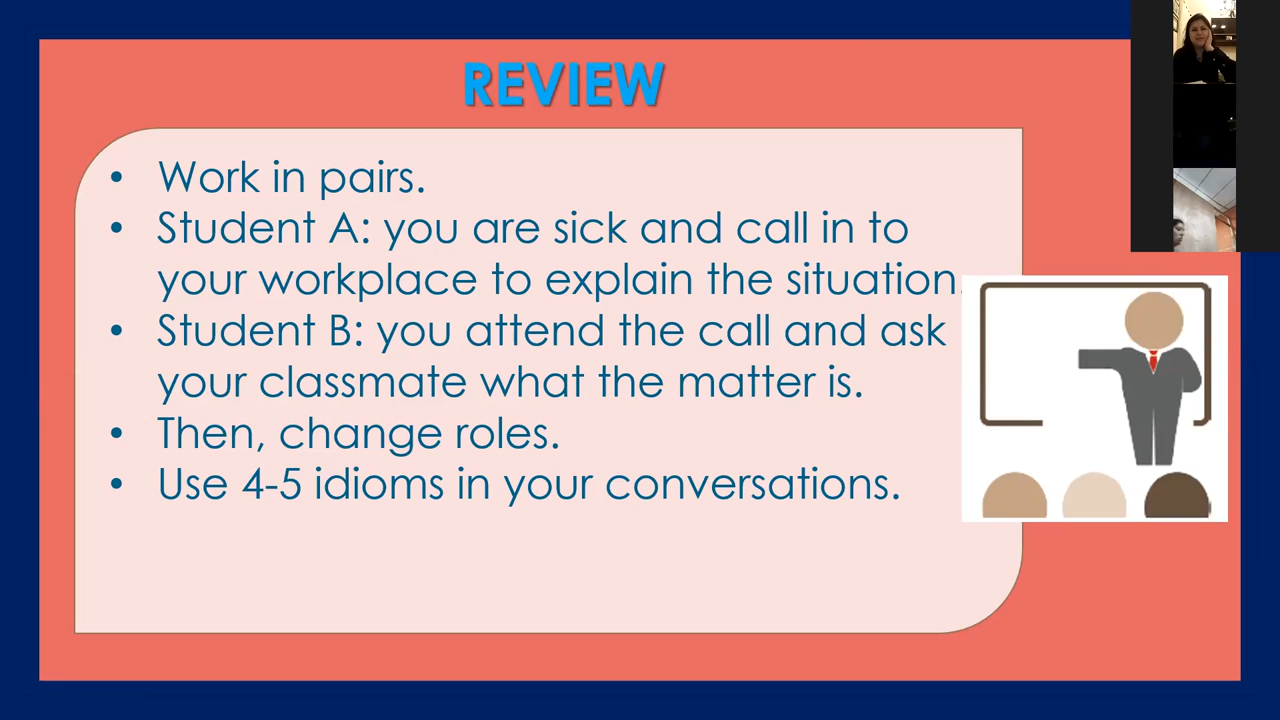 REVIEW
• Work in pairs.
• Student A: you are sick and call in to
your workplace to explain the situation.
• Student B: you attend the call and ask
your classmate what the matter is.
• Then, change roles.
• Use 4-5 idioms in your conversations.